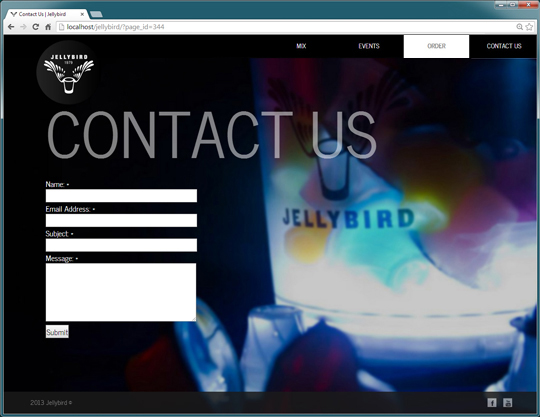 Contact Us | Jellybird
localhost/jellybird/?page_id=344
JELLYBIRD
MIX
EVENTS
ORDER
CONTACT US
CONTACT US
JELLYBIRD
Name: *
Email Address: *
Subject: *
Message: *
Submit
2013 Jellybird ®
f
You